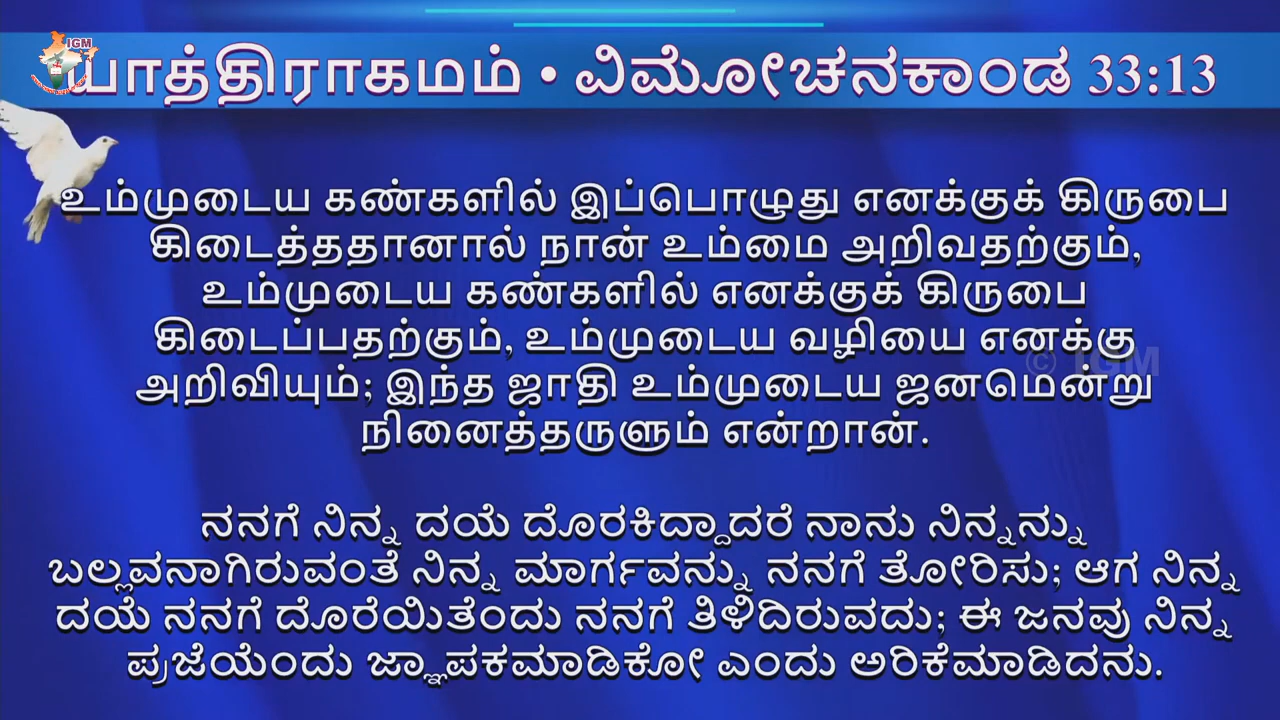 IGM
யாத்திராகமம் • ವಿಮೋಚನಕಾಂಡ 33:13
உம்முடைய கண்களில் இப்பொழுது எனக்குக் கிருபை
கிடைத்ததானால் நான் உம்மை அறிவதற்கும்,
உம்முடைய கண்களில் எனக்குக் கிருபை
கிடைப்பதற்கும், உம்முடைய வழியை எனக்கு
அறிவியும்; இந்த ஜாதி உம்முடைய ஜனமென்று
நினைத்தருளும் என்றான்.
© IGM
ನನಗೆ ನಿನ್ನ ದಯೆ ದೊರಕಿದ್ದಾದರೆ ನಾನು ನಿನ್ನನ್ನು
ಬಲ್ಲವನಾಗಿರುವಂತೆ ನಿನ್ನ ಮಾರ್ಗವನ್ನು ನನಗೆ ತೋರಿಸು; ಆಗ ನಿನ್ನ
ದಯೆ ನನಗೆ ದೊರೆಯಿತೆಂದು ನನಗೆ ತಿಳಿದಿರುವದು; ಈ ಜನವು ನಿನ್ನ
ಪ್ರಜೆಯೆಂದು ಜ್ಞಾಪಕಮಾಡಿಕೋ ಎಂದು ಅರಿಕೆಮಾಡಿದನು.